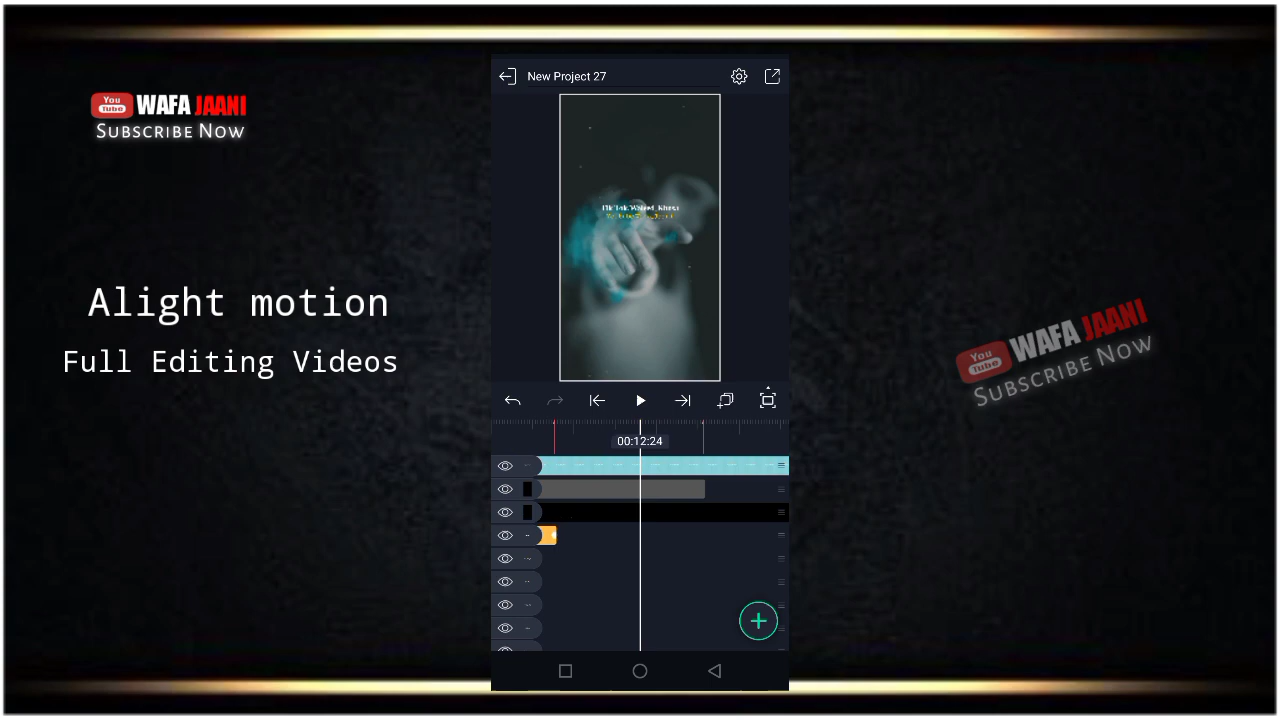 You
Tube
WAFA JAANI
SUBSCRIBE NOW
Alight motion
Full Editing Videos
New Project 27
00:12:24
You
Tube
WAFA JAANI
SUBSCRIBE NOW